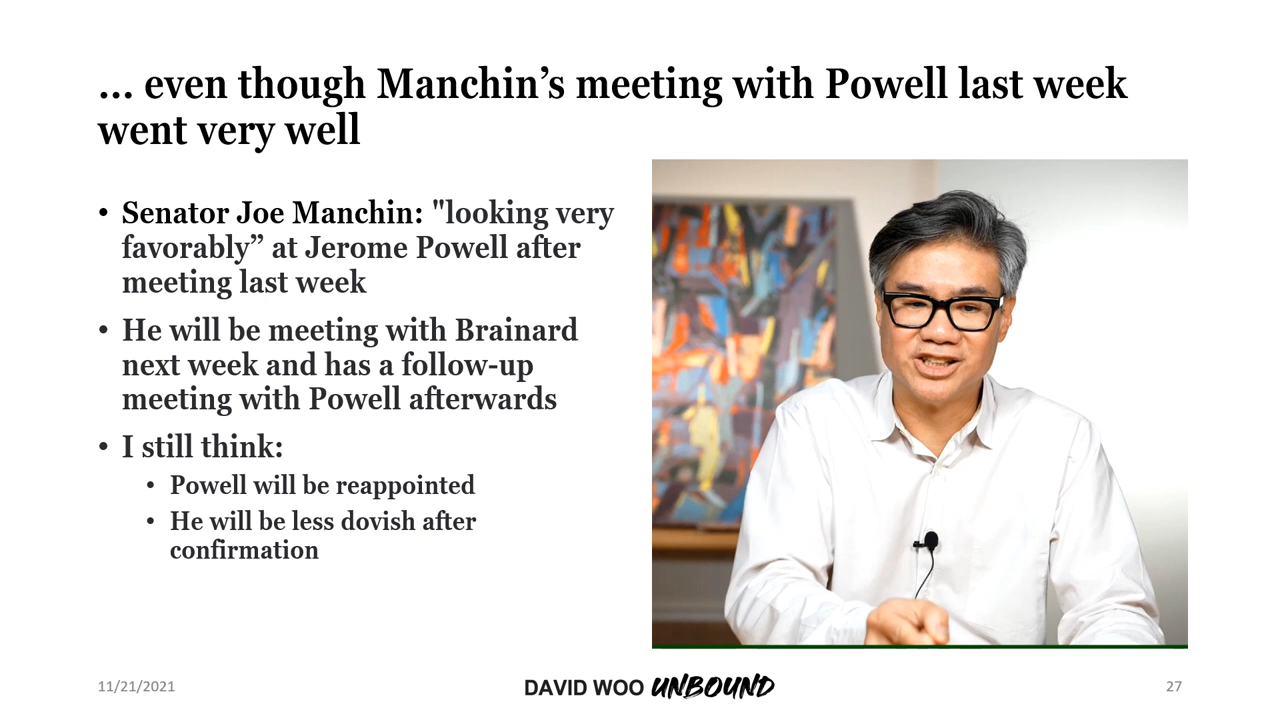 … even though Manchin’s meeting with Powell last week
went very well
• Senator Joe Manchin: "looking very
favorably” at Jerome Powell after
meeting last week
• He will be meeting with Brainard
next week and has a follow-up
meeting with Powell afterwards
• I still think:
• Powell will be reappointed
• He will be less dovish after
confirmation
11/21/2021
DAVID WOO UNBOUND
27